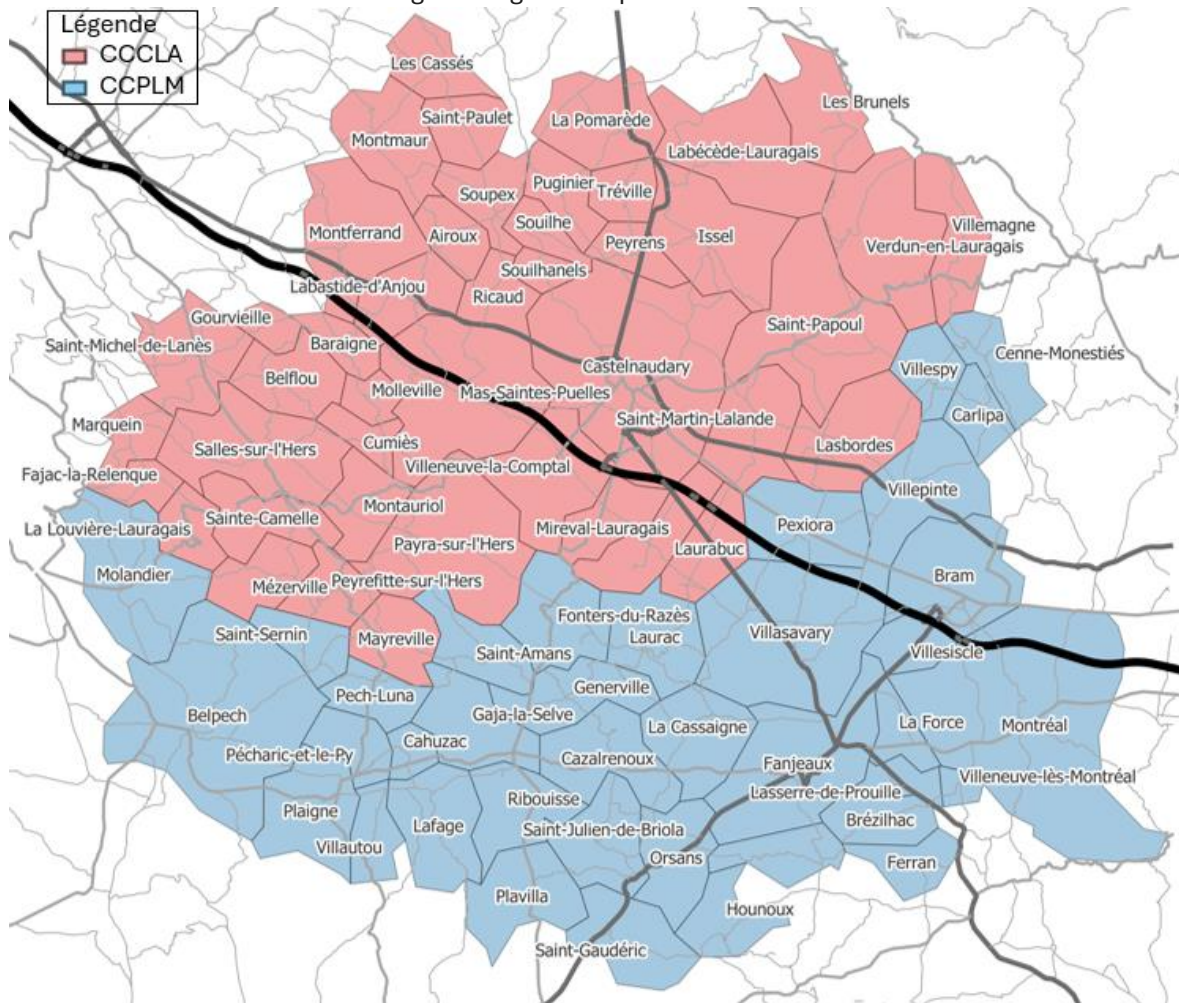 Légende
CCCLA
CCPLM
Les Cassés
Les Brunels
Saint-Paulet
La Pomarède
Montmaur
Labécède-Lauragais
Puginier
Tréville
Soupex
Souilhe
Villemagne
Montferrand
Airoux
Peyrens
Issel
Verdun-en-Lauragais
Souilhanels
Labastide-d'Anjou
Ricaud
Gourvieille
Saint-Papoul
Saint-Michel-de-Lanès
Baraigne
Cenne-Monestiés
Castelnaudary
Villespy
Belflou
Molleville
Mas-Saintes-Puelles
Carlipa
Marquein
Saint-Martin-Lalande
Salles-sur-l'Hers
Cumiès
Lasbordes
Fajac-la-Relenque
Villeneuve-la-Comptal
Villepinte
Montauriol
La Louvière-Lauragais
Sainte-Camelle
Mireval-Lauragais
Pexiora
Payra-sur-l'Hers
Laurabuc
Molandier
Mézerville
Peyrefitte-sur-l'Hers
Bram
Fonters-du-Razès
Saint-Sernin
Mayreville
Laurac
Villasavary
Saint-Amans
Villesiscle
Pech-Luna
Generville
Belpech
Gaja-la-Selve
La Cassaigne
La Force
Montréal
Cahuzac
Pécharic-et-le-Py
Cazalrenoux
Fanjeaux
Villeneuve-lès-Montréal
Lasserre-de-Prouille
Ribouisse
Plaigne
Brézilhac
Lafage
Saint-Julien-de-Briola
Villautou
Orsans
Ferran
Plavilla
Hounoux
Saint-Gaudéric